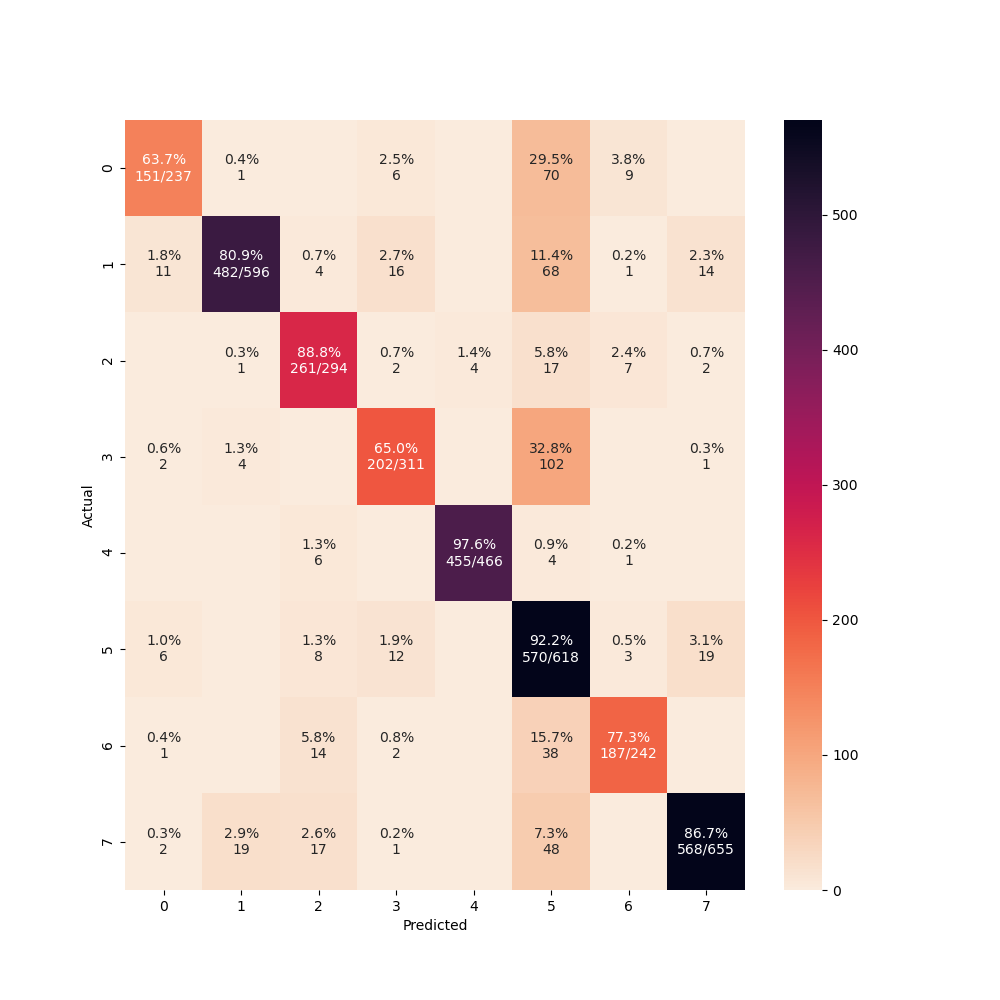 0 63.7% 0.4% 2.5% 29.5% 3.8%
151/237 1 6 70 9
1 1.8% 80.9% 0.7% 2.7% 11.4% 0.2% 2.3%
11 482/596 4 16 68 1 14
2 0.3% 88.8% 0.7% 1.4% 5.8% 2.4% 0.7%
1 261/294 2 4 17 7 2
3 0.6% 1.3% 65.0% 32.8% 0.3%
2 4 202/311 102 1
4 1.3% 97.6% 0.9% 0.2%
6 455/466 4 1
5 1.0% 1.3% 1.9% 92.2% 0.5% 3.1%
6 8 12 570/618 3 19
6 0.4% 5.8% 0.8% 15.7% 77.3%
1 14 2 38 187/242
7 0.3% 2.9% 2.6% 0.2% 7.3% 86.7%
2 19 17 1 48 568/655
0 1 2 3 4 5 6 7
Predicted
Actual
500
400
300
200
100
0